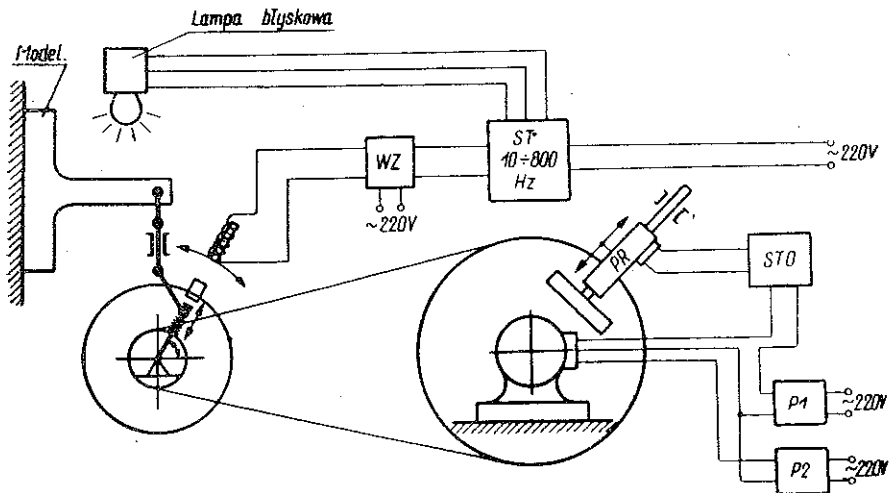 Lampa błyskowa
Model.
ST
10÷800
Hz
WZ
~220V
~220V
PR
STO
P1
~220V
P2
~220V